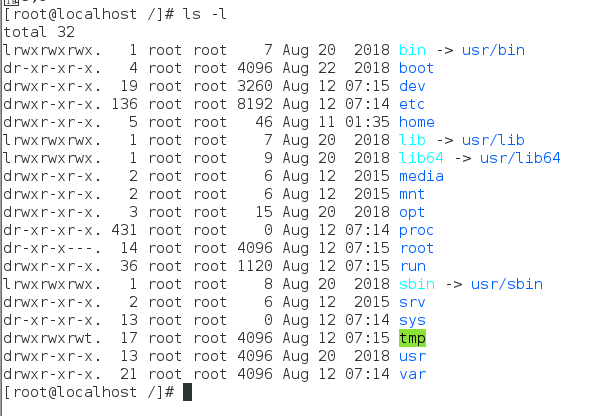 [root@localhost /]# ls -l
total 32
lrwxrwxrwx.   1 root root    7 Aug 20  2018 bin -> usr/bin
dr-xr-xr-x.   4 root root 4096 Aug 22  2018 boot
drwxr-xr-x.  19 root root 3260 Aug 12 07:15 dev
drwxr-xr-x. 136 root root 8192 Aug 12 07:14 etc
drwxr-xr-x.   5 root root   46 Aug 11 01:35 home
lrwxrwxrwx.   1 root root    7 Aug 20  2018 lib -> usr/lib
lrwxrwxrwx.   1 root root    9 Aug 20  2018 lib64 -> usr/lib64
drwxr-xr-x.   2 root root    6 Aug 12  2015 media
drwxr-xr-x.   2 root root    6 Aug 12  2015 mnt
drwxr-xr-x.   3 root root   15 Aug 20  2018 opt
dr-xr-xr-x. 431 root root    0 Aug 12 07:14 proc
dr-xr-x---.  14 root root 4096 Aug 12 07:15 root
drwxr-xr-x.  36 root root 1120 Aug 12 07:15 run
lrwxrwxrwx.   1 root root    8 Aug 20  2018 sbin -> usr/sbin
drwxr-xr-x.   2 root root    6 Aug 12  2015 srv
dr-xr-xr-x.  13 root root    0 Aug 12 07:14 sys
drwxrwxrwt.  17 root root 4096 Aug 12 07:15 tmp
drwxr-xr-x.  13 root root 4096 Aug 20  2018 usr
drwxr-xr-x.  21 root root 4096 Aug 12 07:14 var
[root@localhost /]#